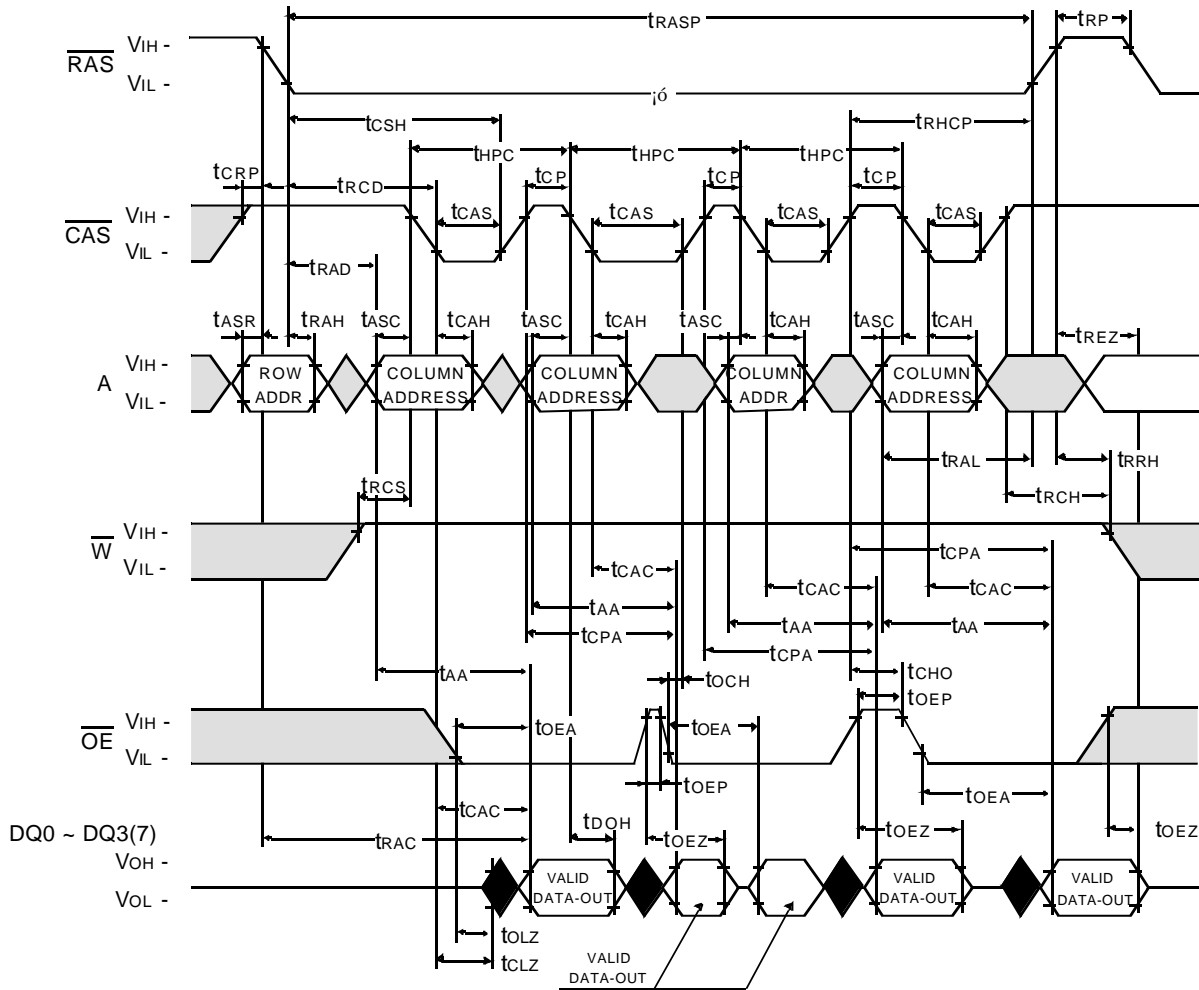 tRASP
tRP
RAS
VIH -
VIL -
¡ó
tCSH
tRHCP
tHPC
tHPC
tHPC
tCRP
tRCD
tCP
tCP
tCP
CAS
VIH -
VIL -
tCAS
tCAS
tCAS
tCAS
tRAD
tASR
tRAH
tASC
tCAH
tASC
tCAH
tASC
tCAH
tASC
tCAH
tREZ
A
VIH -
VIL -
ROW
ADDR
COLUMN
ADDRESS
COLUMN
ADDRESS
COLUMN
ADDR
COLUMN
ADDRESS
tRAL
tRRH
tRCS
tRCH
W
VIH -
VIL -
tCPA
tCAC
tCAC
tCAC
tAA
tAA
tAA
tCPA
tCPA
tAA
tOCH
tCHO
tOEP
OE
VIH -
VIL -
tOEA
tOEA
tOEP
tOEA
tCAC
tRAC
tDOH
tOEZ
tOEZ
tOEZ
DQ0 ~ DQ3(7)
VOH -
VOL -
VALID
DATA-OUT
VALID
DATA-OUT
VALID
DATA-OUT
tOLZ
tCLZ
VALID
DATA-OUT